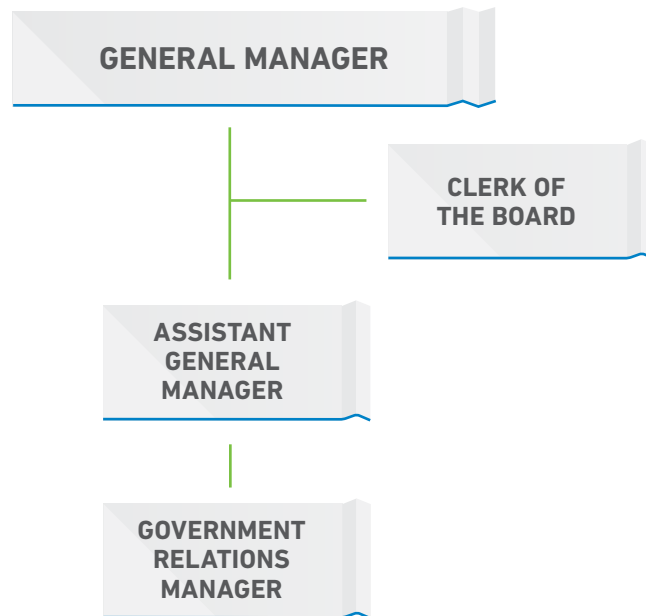 GENERAL MANAGER
CLERK OF
THE BOARD
ASSISTANT
GENERAL
MANAGER
GOVERNMENT
RELATIONS
MANAGER